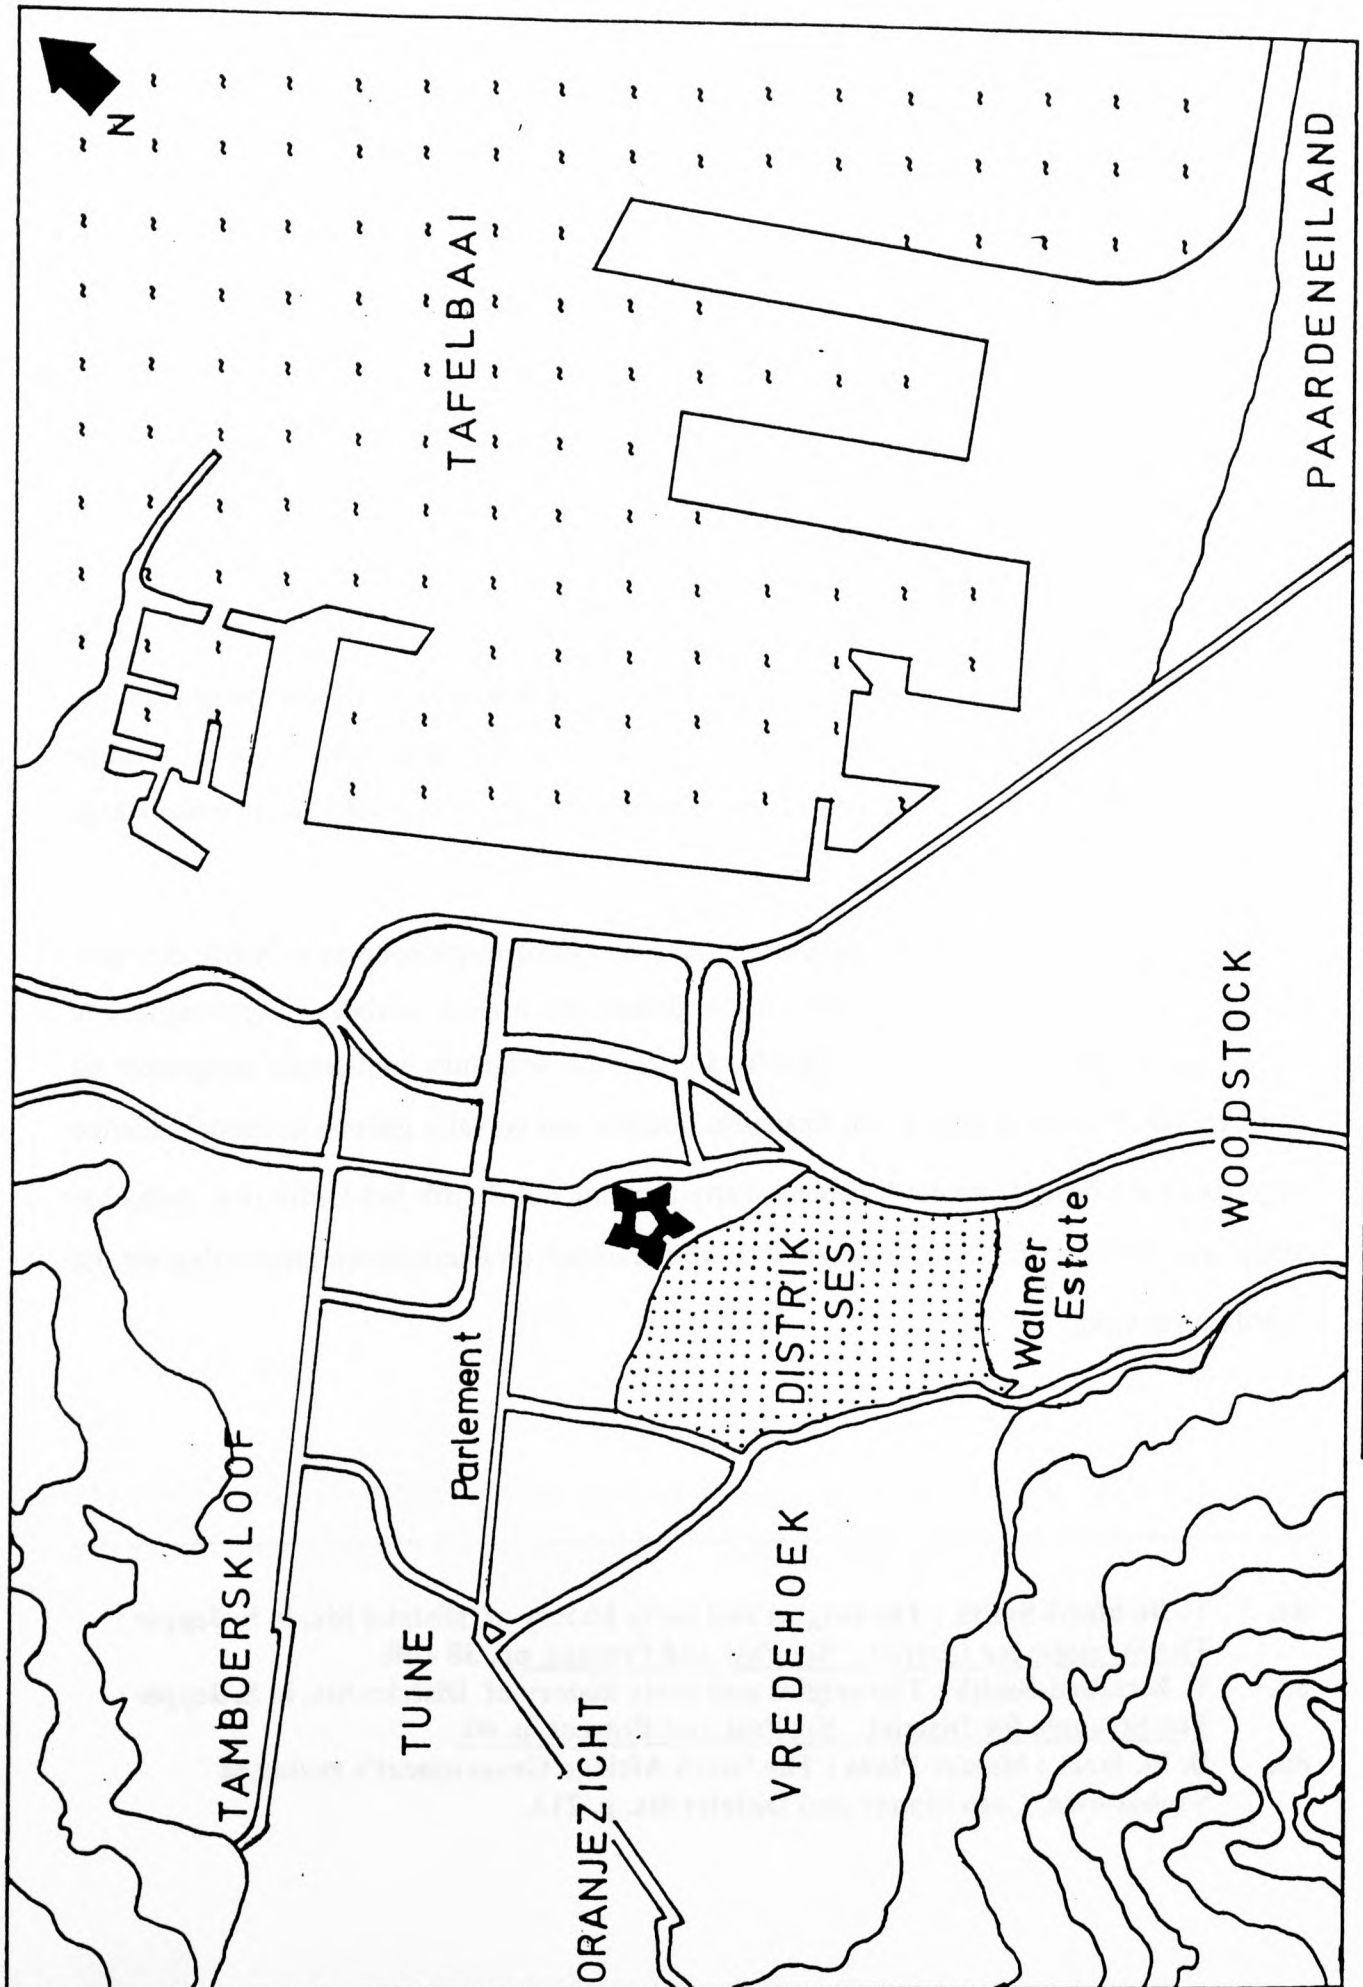 N
TAFELBAAI
PAARDENEILAND
WOODSTOCK
DISTRIK
SES
Walmer
Estate
Parlement
TAMBOERSKLOOF
TUINE
ORANJEZICHT
VREDEHOEK